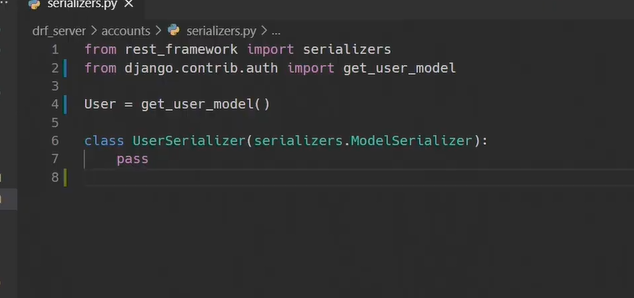 serializers.py ×
drf_server > accounts > serializers.py > ...
1 from rest_framework import serializers
2 from django.contrib.auth import get_user_model
3
4 User = get_user_model()
5
6 class UserSerializer(serializers.ModelSerializer):
7     pass
8